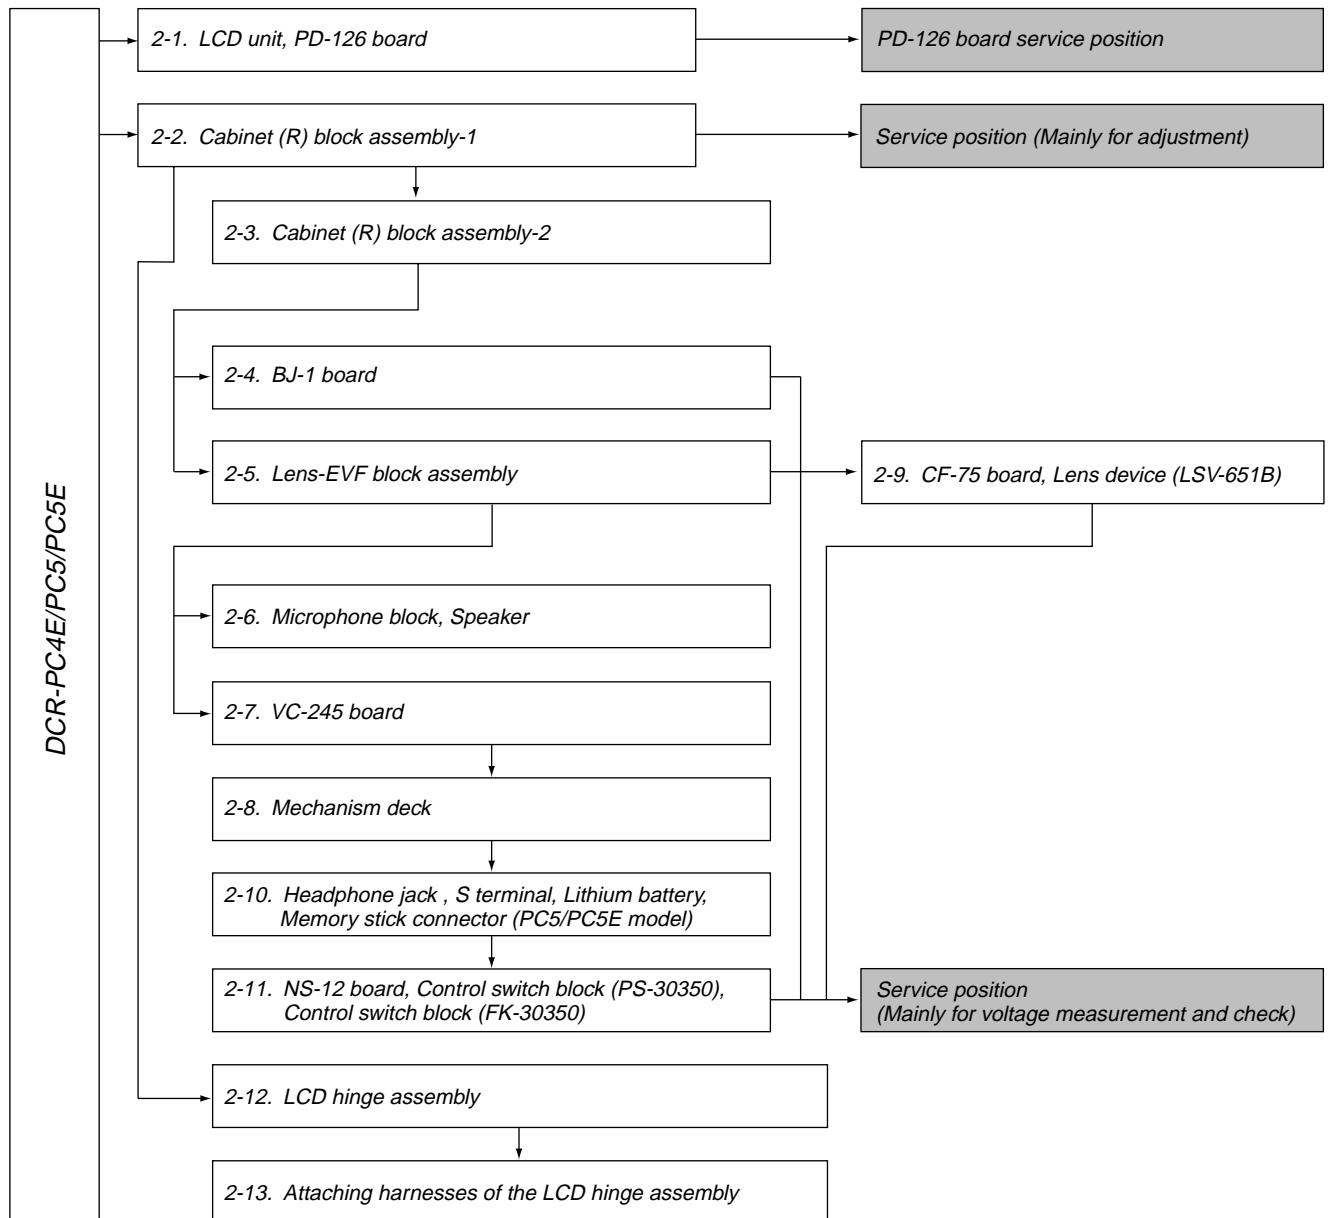 DCR-PC4E/PC5/PC5E
2-1. LCD unit, PD-126 board
PD-126 board service position
2-2. Cabinet (R) block assembly-1
Service position (Mainly for adjustment)
2-3. Cabinet (R) block assembly-2
2-4. BJ-1 board
2-5. Lens-EVF block assembly
2-9. CF-75 board, Lens device (LSV-651B)
2-6. Microphone block, Speaker
2-7. VC-245 board
2-8. Mechanism deck
2-10. Headphone jack , S terminal, Lithium battery,
Memory stick connector (PC5/PC5E model)
2-11. NS-12 board, Control switch block (PS-30350),
Control switch block (FK-30350)
Service position
(Mainly for voltage measurement and check)
2-12. LCD hinge assembly
2-13. Attaching harnesses of the LCD hinge assembly